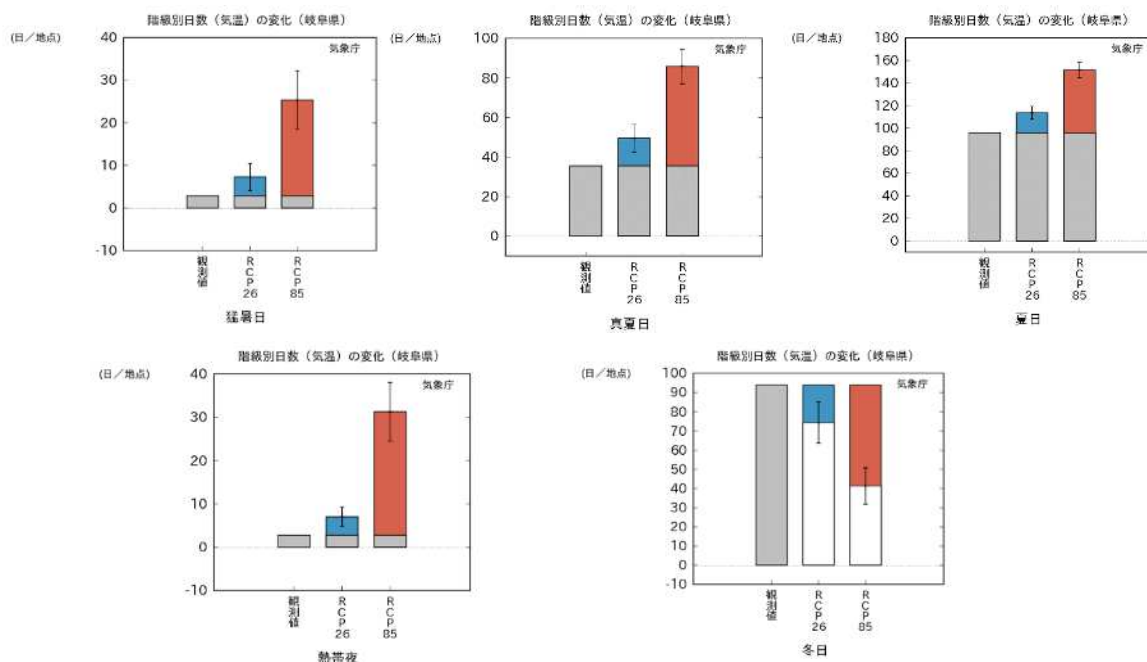 階級別日数（気温）の変化（岐阜県）
(日／地点)
気象庁
40
30
20
10
0
-10
観測値
RCP26
RCP85
猛暑日
階級別日数（気温）の変化（岐阜県）
(日／地点)
気象庁
100
80
60
40
20
0
観測値
RCP26
RCP85
真夏日
階級別日数（気温）の変化（岐阜県）
(日／地点)
気象庁
180
160
140
120
100
80
60
40
20
0
観測値
RCP26
RCP85
夏日
階級別日数（気温）の変化（岐阜県）
(日／地点)
気象庁
40
30
20
10
0
-10
観測値
RCP26
RCP85
熱帯夜
階級別日数（気温）の変化（岐阜県）
(日／地点)
気象庁
100
90
80
70
60
50
40
30
20
10
0
-10
観測値
RCP26
RCP85
冬日